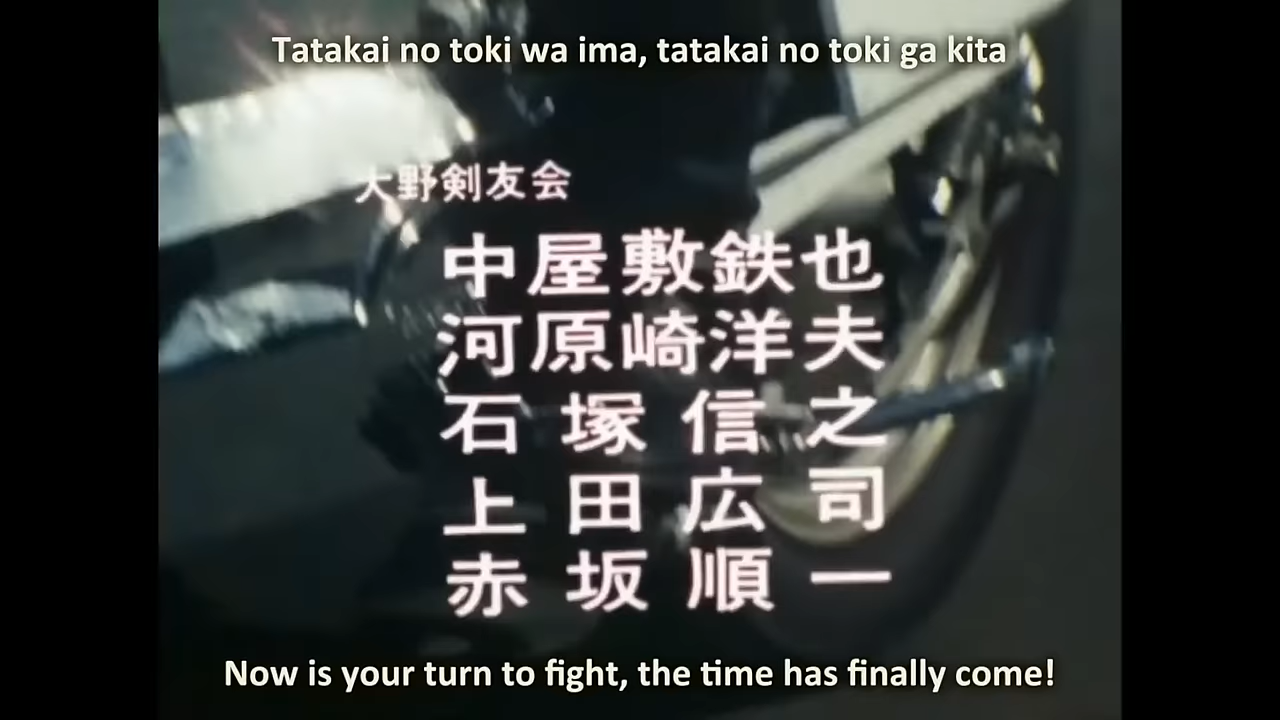 Tatakai no toki wa ima, tatakai no toki ga kita
大野剣友会
中屋敷鉄也
河原崎洋夫
石塚信之
上田広司
赤坂順一
Now is your turn to fight, the time has finally come!